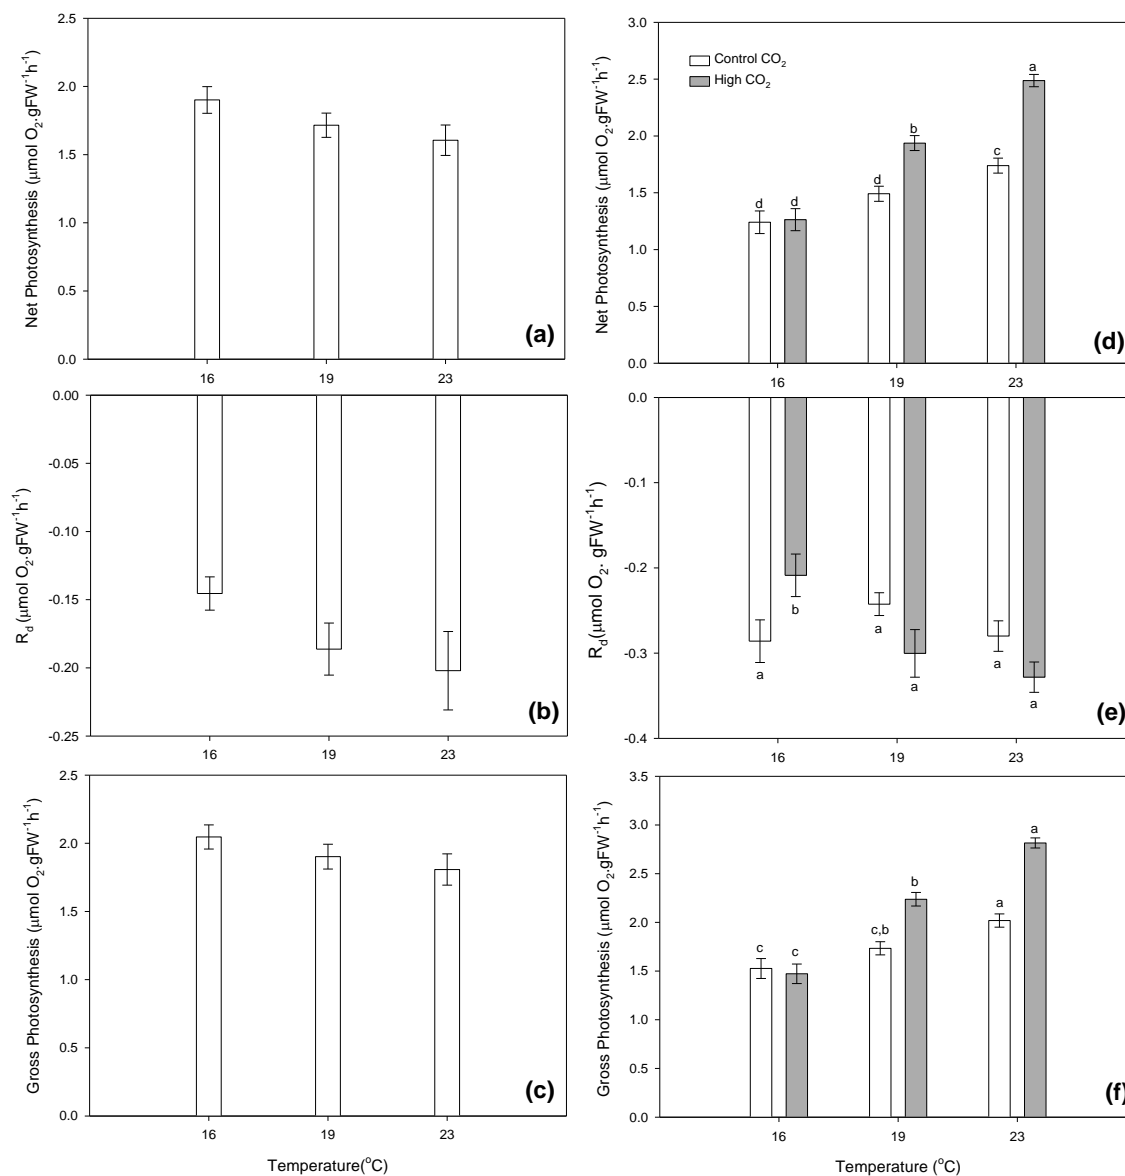 Net Photosynthesis (μmol O₂.gFW⁻¹h⁻¹)
2.5
2.0
1.5
1.0
0.5
0.0
16
19
23
(a)
R_d (μmol O₂.gFW⁻¹h⁻¹)
0.00
-0.05
-0.10
-0.15
-0.20
-0.25
16
19
23
(b)
Gross Photosynthesis (μmol O₂.gFW⁻¹h⁻¹)
2.5
2.0
1.5
1.0
0.5
0.0
16
19
23
(c)
Temperature(°C)
Net Photosynthesis (μmol O₂.gFW⁻¹h⁻¹)
3.0
2.5
2.0
1.5
1.0
0.5
0.0
Control CO₂
High CO₂
d
d
d
b
c
a
16
19
23
(d)
R_d(μmol O₂. gFW⁻¹h⁻¹)
0.0
-0.1
-0.2
-0.3
-0.4
a
b
a
a
a
a
16
19
23
(e)
Gross Photosynthesis (μmol O₂.gFW⁻¹h⁻¹)
3.5
3.0
2.5
2.0
1.5
1.0
0.5
0.0
c
c
c,b
b
a
a
16
19
23
(f)
Temperature (°C)